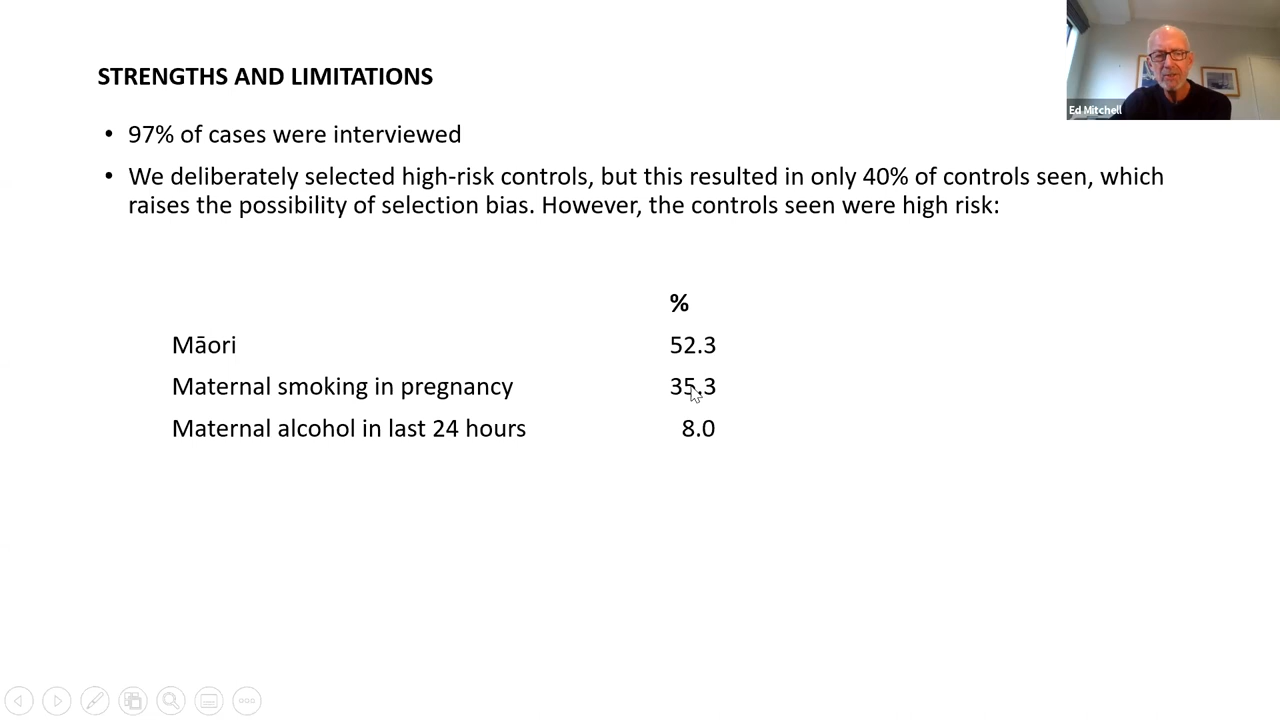 STRENGTHS AND LIMITATIONS
Ed Mitchell
• 97% of cases were interviewed
• We deliberately selected high-risk controls, but this resulted in only 40% of controls seen, which
raises the possibility of selection bias. However, the controls seen were high risk:
%
Māori 52.3
Maternal smoking in pregnancy 35.3
Maternal alcohol in last 24 hours 8.0